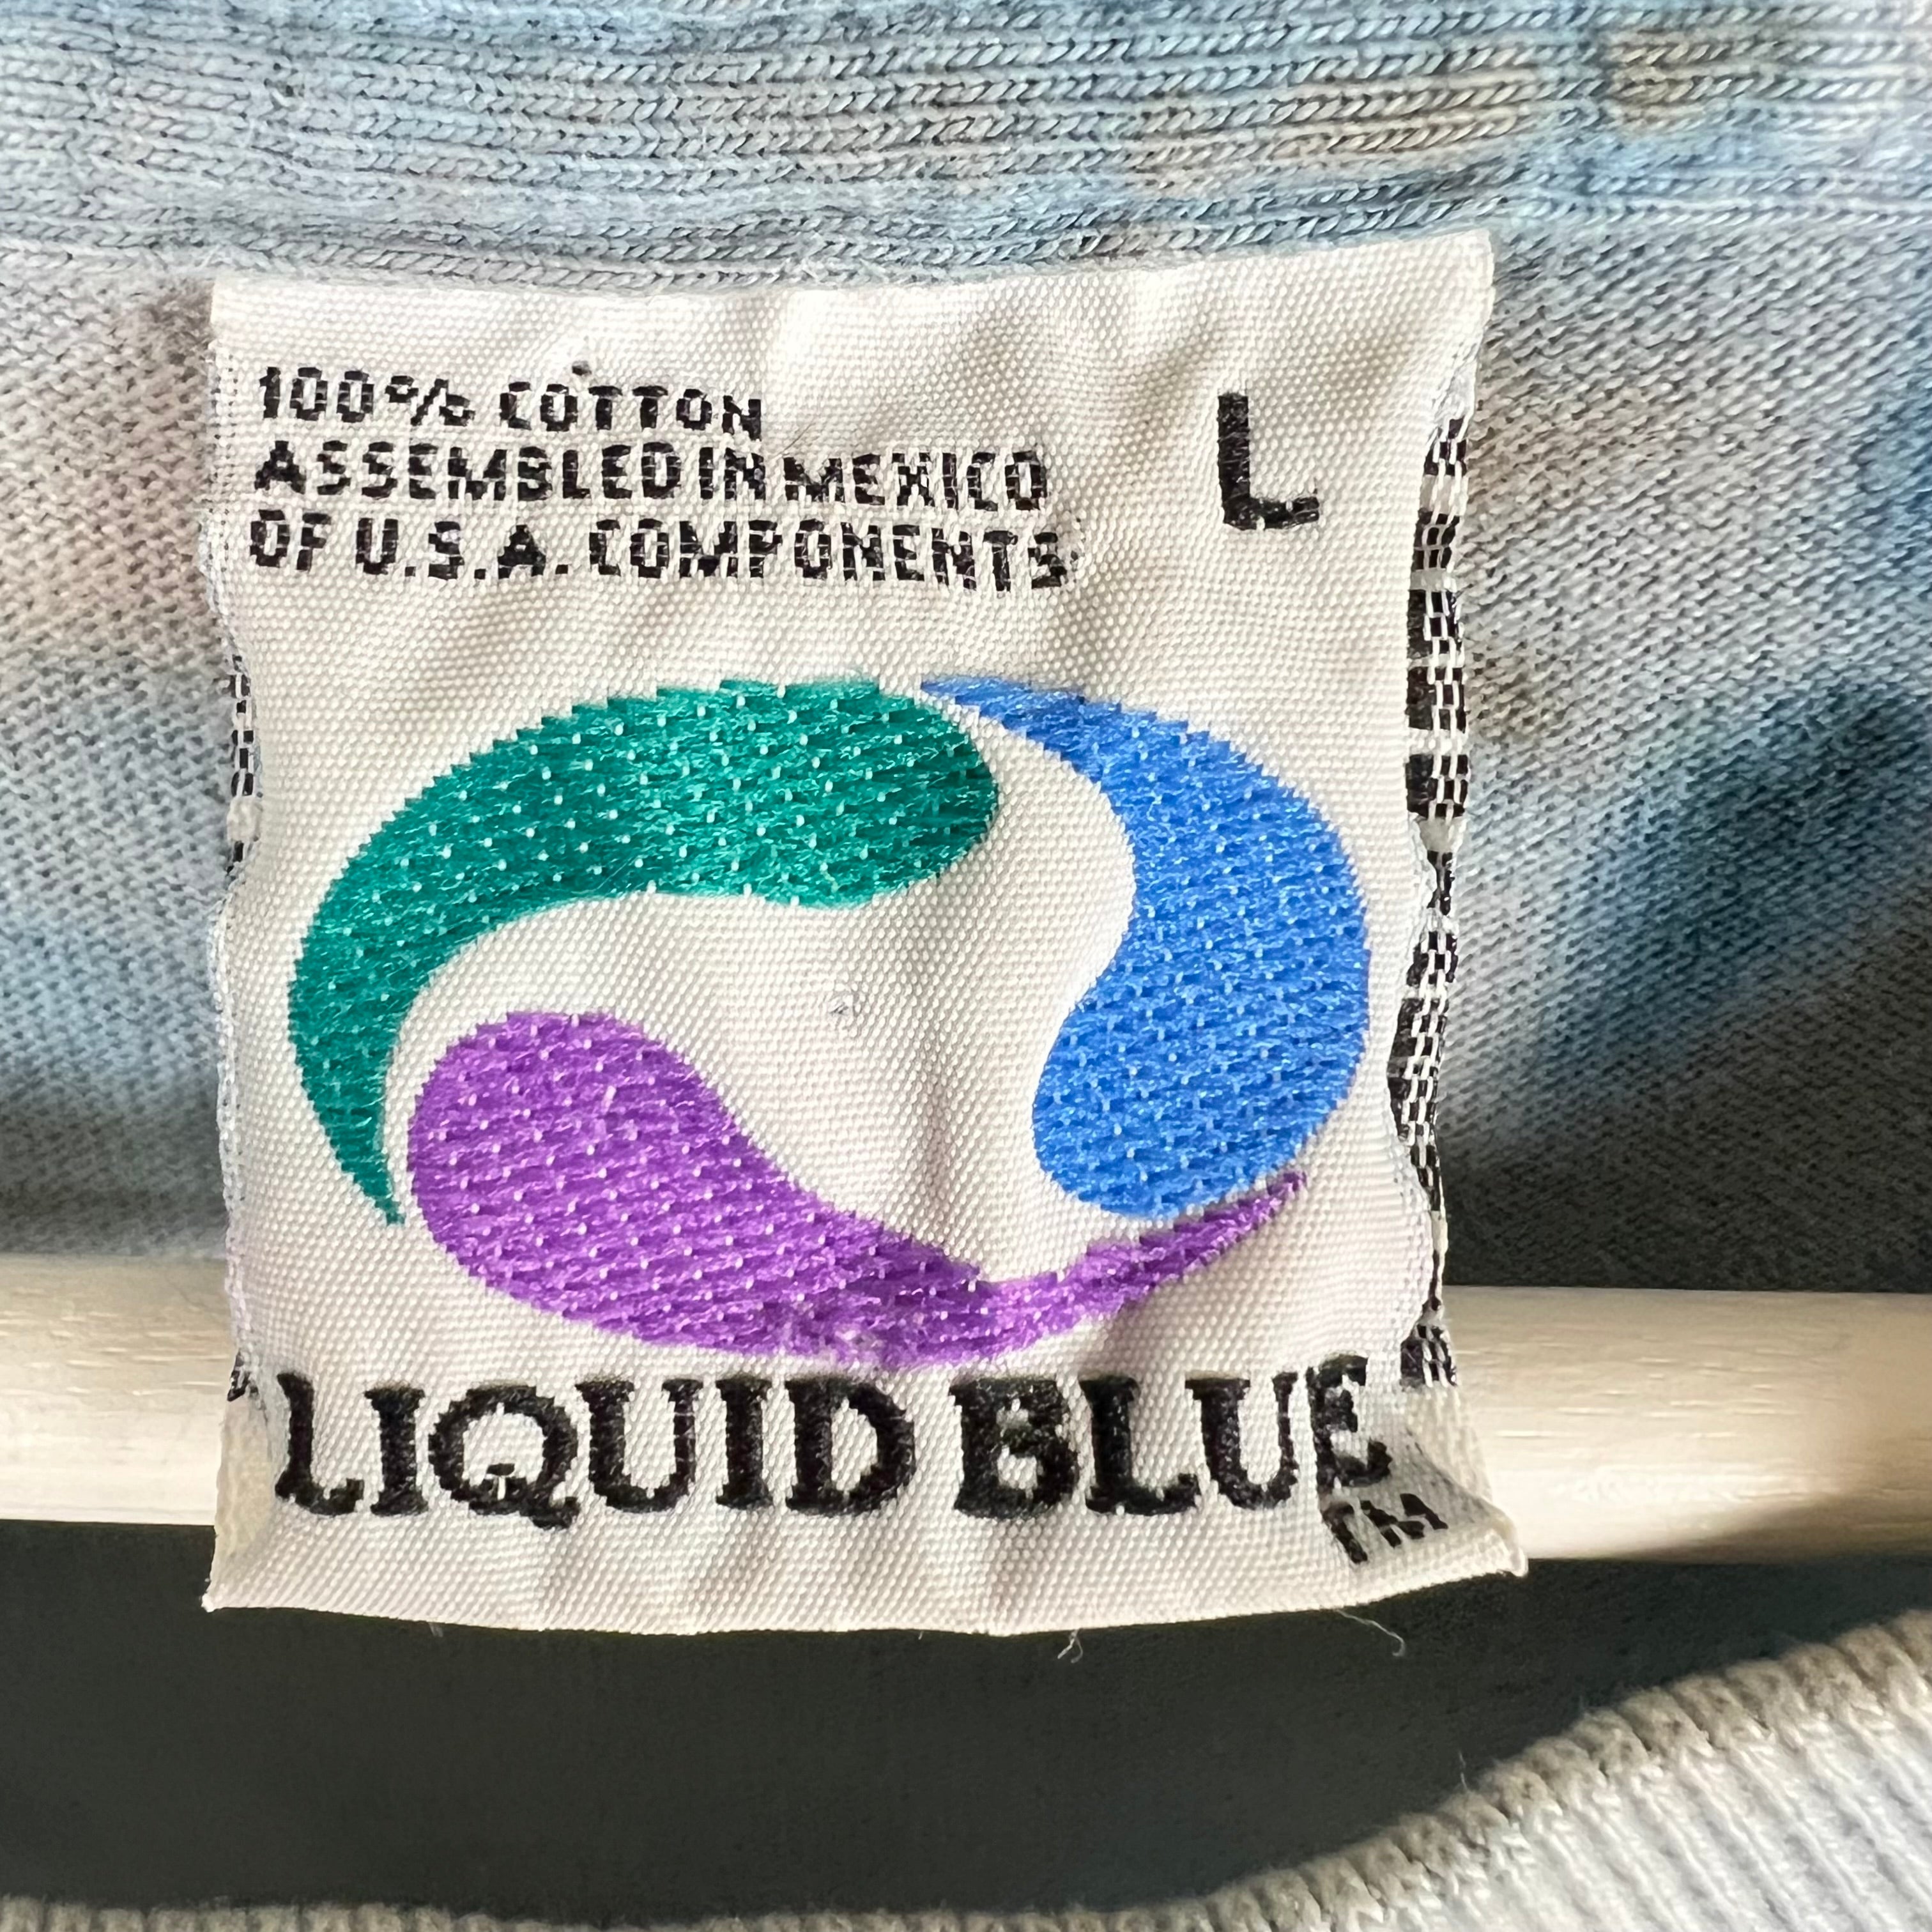 100% COTTON
ASSEMBLED IN MEXICO
OF U.S.A. COMPONENTS
L
LIQUID BLUE
TM